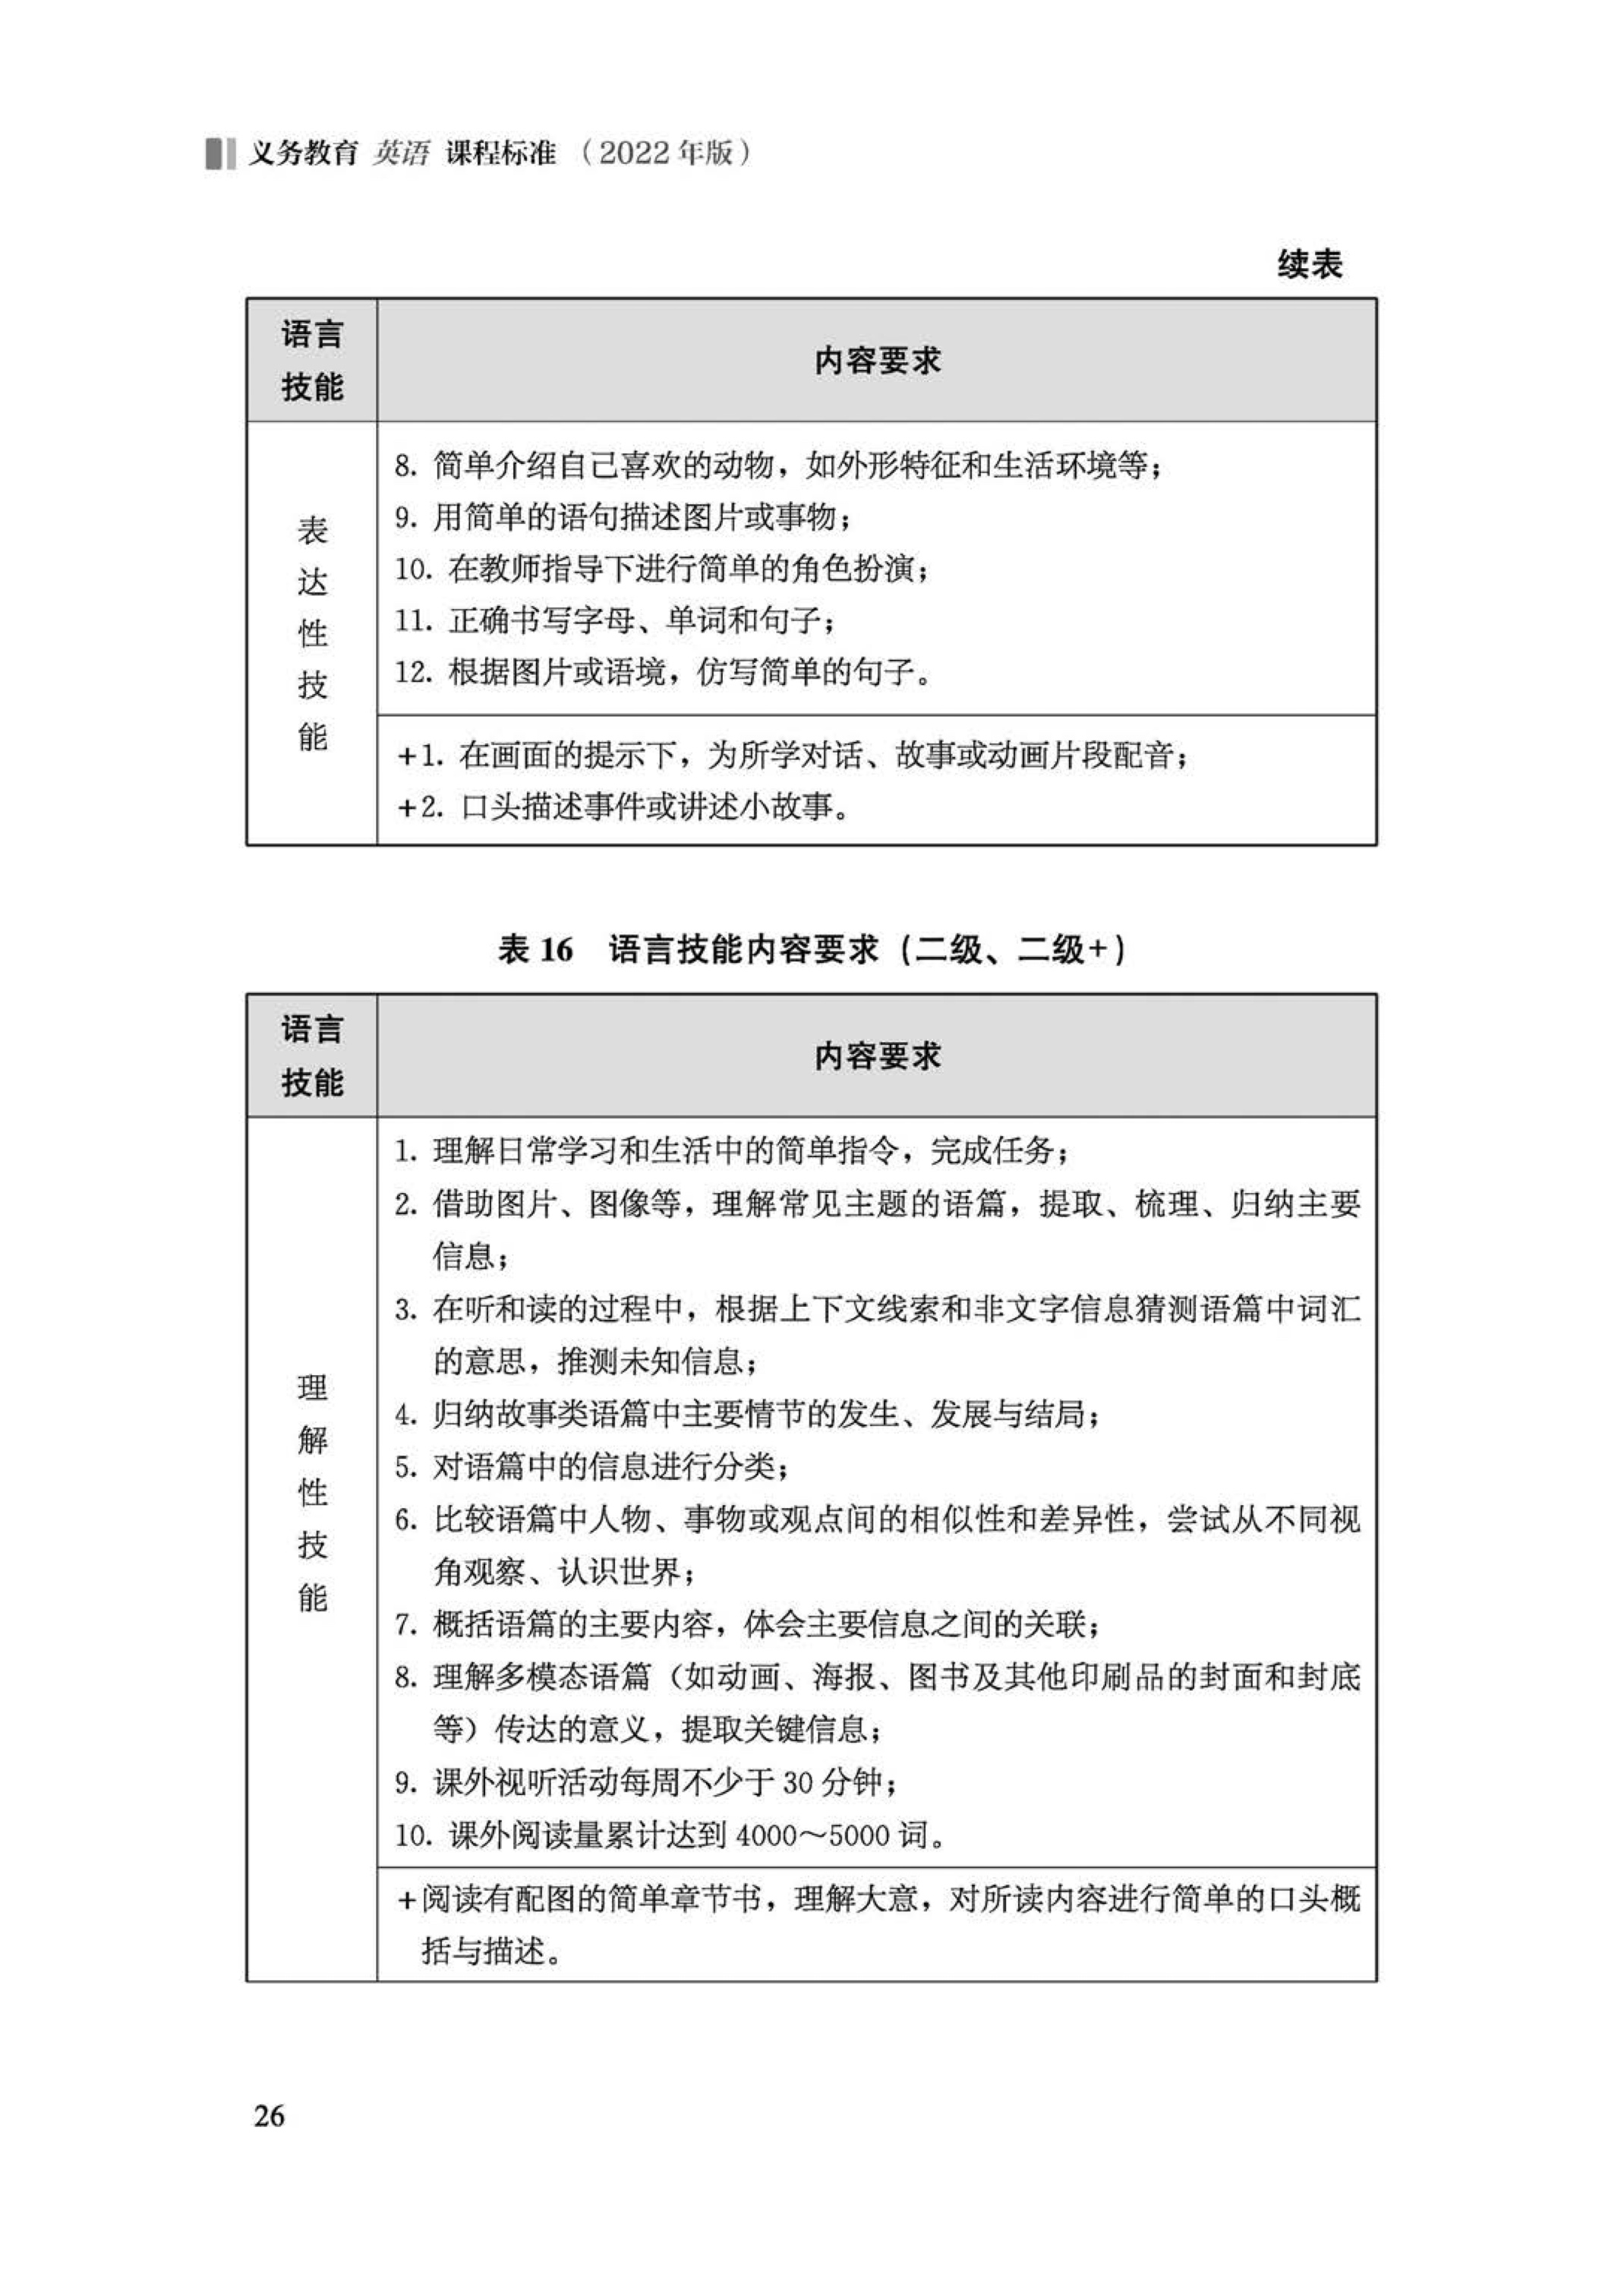 义务教育 英语 课程标准（2022年版）
续表
语言
技能
内容要求
表
达
性
技
能
8. 简单介绍自己喜欢的动物，如外形特征和生活环境等；
9. 用简单的语句描述图片或事物；
10. 在教师指导下进行简单的角色扮演；
11. 正确书写字母、单词和句子；
12. 根据图片或语境，仿写简单的句子。
+1. 在画面的提示下，为所学对话、故事或动画片段配音；
+2. 口头描述事件或讲述小故事。
表 16 语言技能内容要求（二级、二级+）
语言
技能
内容要求
理
解
性
技
能
1. 理解日常学习和生活中的简单指令，完成任务；
2. 借助图片、图像等，理解常见主题的语篇，提取、梳理、归纳主要
信息；
3. 在听和读的过程中，根据上下文线索和非文字信息猜测语篇中词汇
的意思，推测未知信息；
4. 归纳故事类语篇中主要情节的发生、发展与结局；
5. 对语篇中的信息进行分类；
6. 比较语篇中人物、事物或观点间的相似性和差异性，尝试从不同视
角观察、认识世界；
7. 概括语篇的主要内容，体会主要信息之间的关联；
8. 理解多模态语篇（如动画、海报、图书及其他印刷品的封面和封底
等）传达的意义，提取关键信息；
9. 课外视听活动每周不少于 30 分钟；
10. 课外阅读量累计达到 4000～5000 词。
+阅读有配图的简单章节书，理解大意，对所读内容进行简单的口头概
括与描述。
26